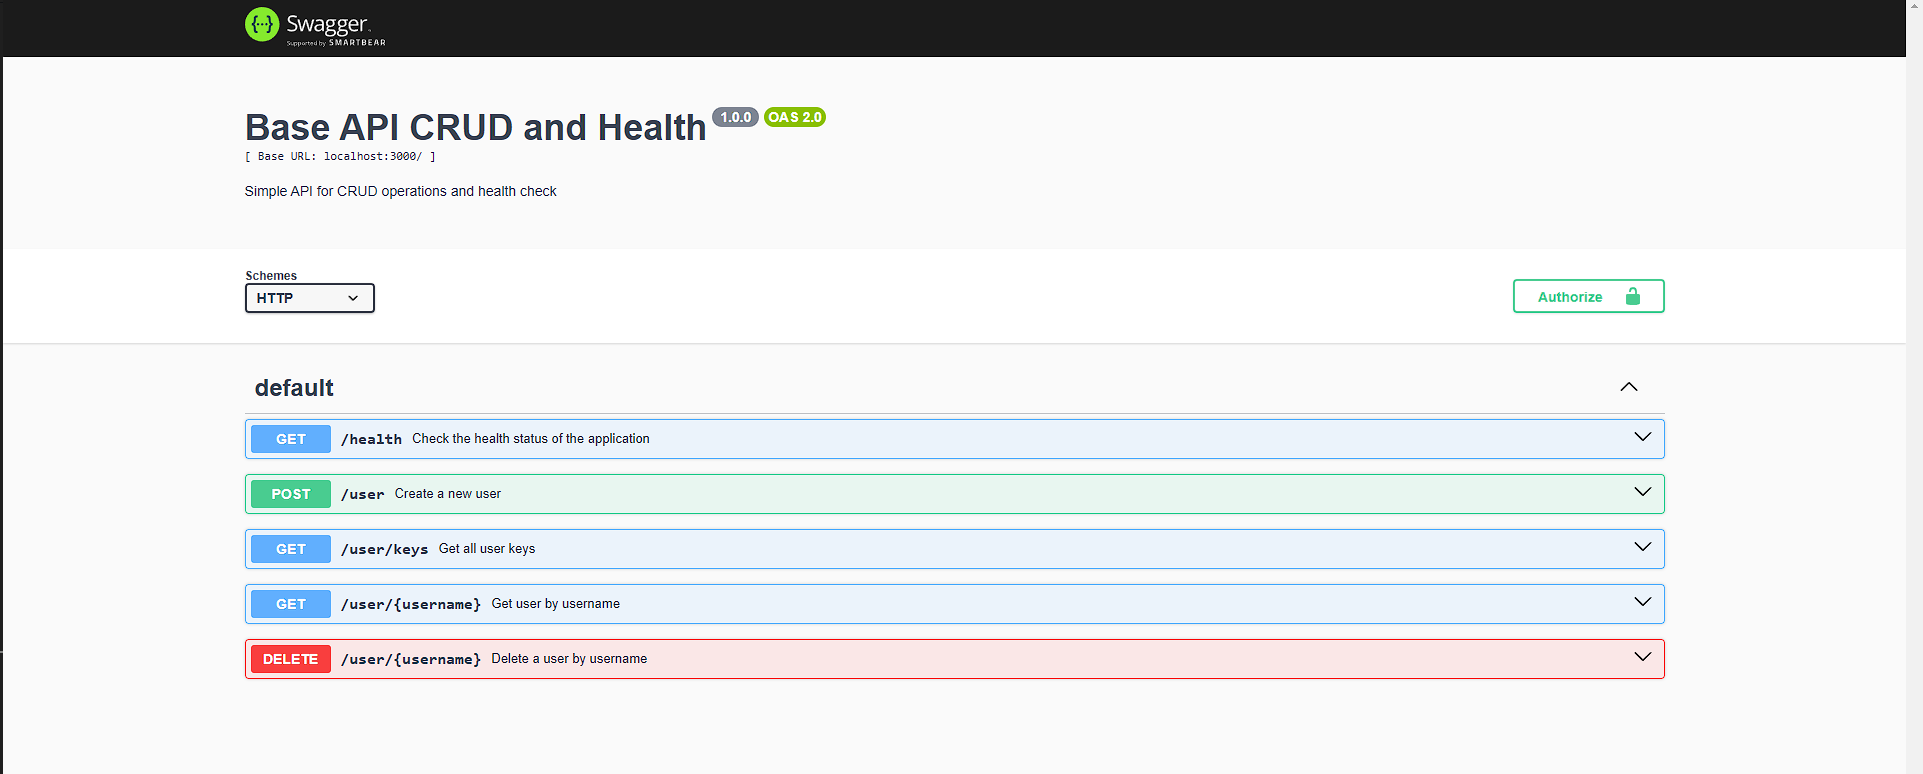 Swagger
Supported by SMARTBEAR
Base API CRUD and Health 1.0.0 OAS 2.0
[ Base URL: localhost:3000/ ]
Simple API for CRUD operations and health check
Schemes
HTTP
Authorize
default
GET /health Check the health status of the application
POST /user Create a new user
GET /user/keys Get all user keys
GET /user/{username} Get user by username
DELETE /user/{username} Delete a user by username